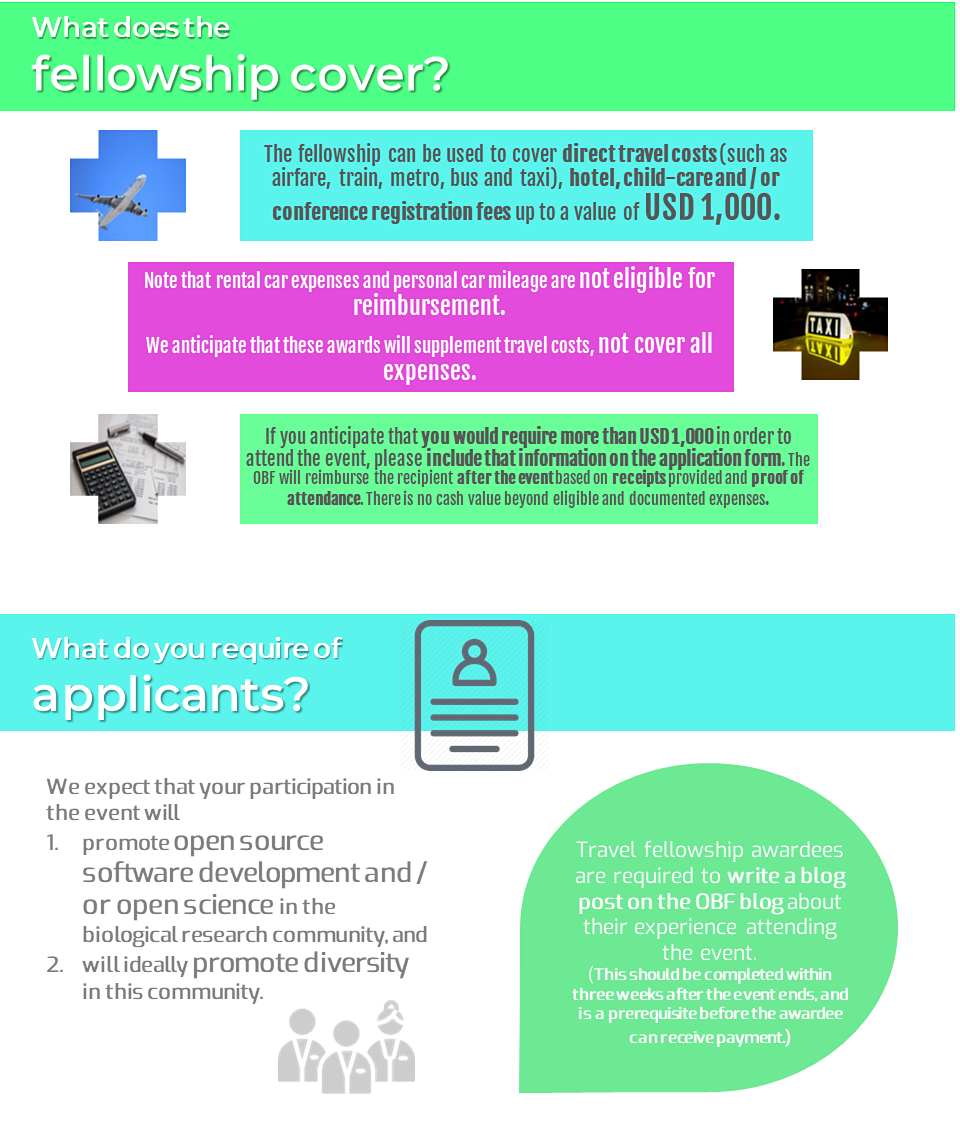 What does the
fellowship cover?
The fellowship can be used to cover direct travel costs (such as
airfare, train, metro, bus and taxi), hotel, child-care and / or
conference registration fees up to a value of USD 1,000.
Note that rental car expenses and personal car mileage are not eligible for
reimbursement.
We anticipate that these awards will supplement travel costs, not cover all
expenses.
TAXI
If you anticipate that you would require more than USD 1,000 in order to
attend the event, please include that information on the application form. The
OBF will reimburse the recipient after the event based on receipts provided and proof of
attendance. There is no cash value beyond eligible and documented expenses.
What do you require of
applicants?
We expect that your participation in
the event will
1. promote open source
software development and /
or open science in the
biological research community, and
2. will ideally promote diversity
in this community.
Travel fellowship awardees
are required to write a blog
post on the OBF blog about
their experience attending
the event.
(This should be completed within
three weeks after the event ends, and
is a prerequisite before the awardee
can receive payment.)